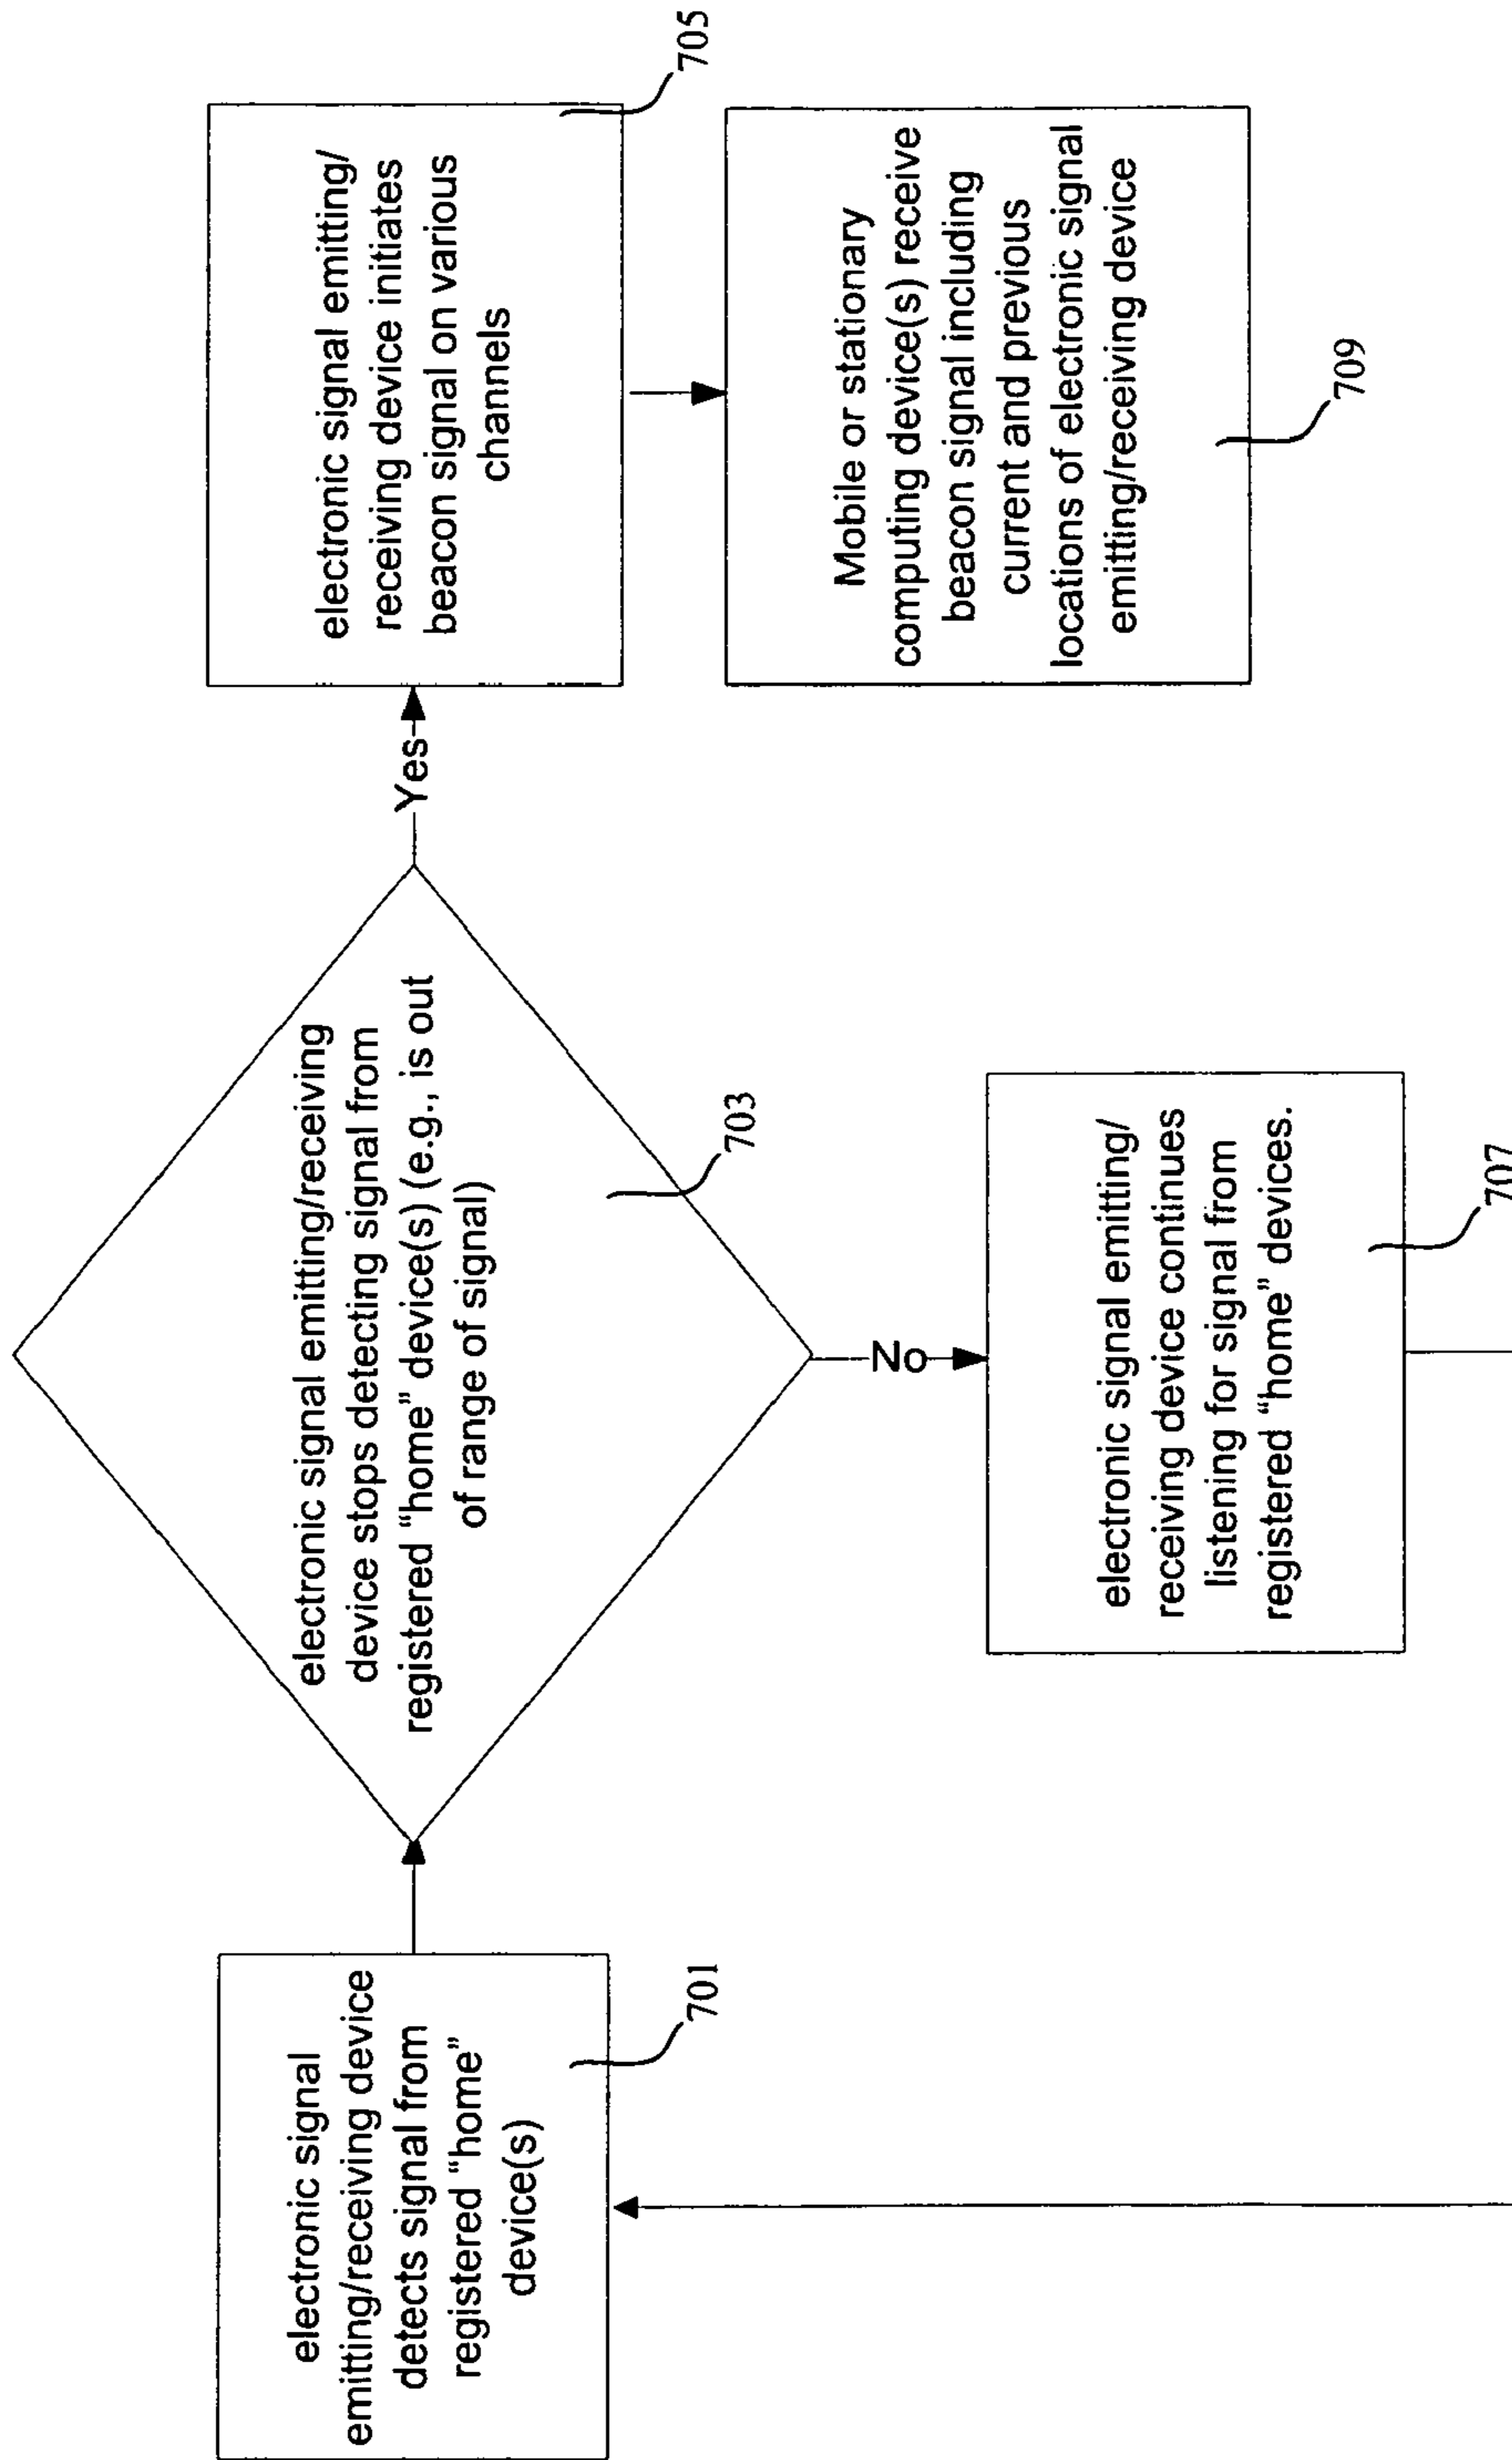 electronic signal
emitting/receiving device
detects signal from
registered “home”
device(s)
701
electronic signal emitting/receiving
device stops detecting signal from
registered “home” device(s) (e.g., is out
of range of signal)
703
Yes
electronic signal emitting/
receiving device initiates
beacon signal on various
channels
705
No
electronic signal emitting/
receiving device continues
listening for signal from
registered “home” devices.
707
Mobile or stationary
computing device(s) receive
beacon signal including
current and previous
locations of electronic signal
emitting/receiving device
709